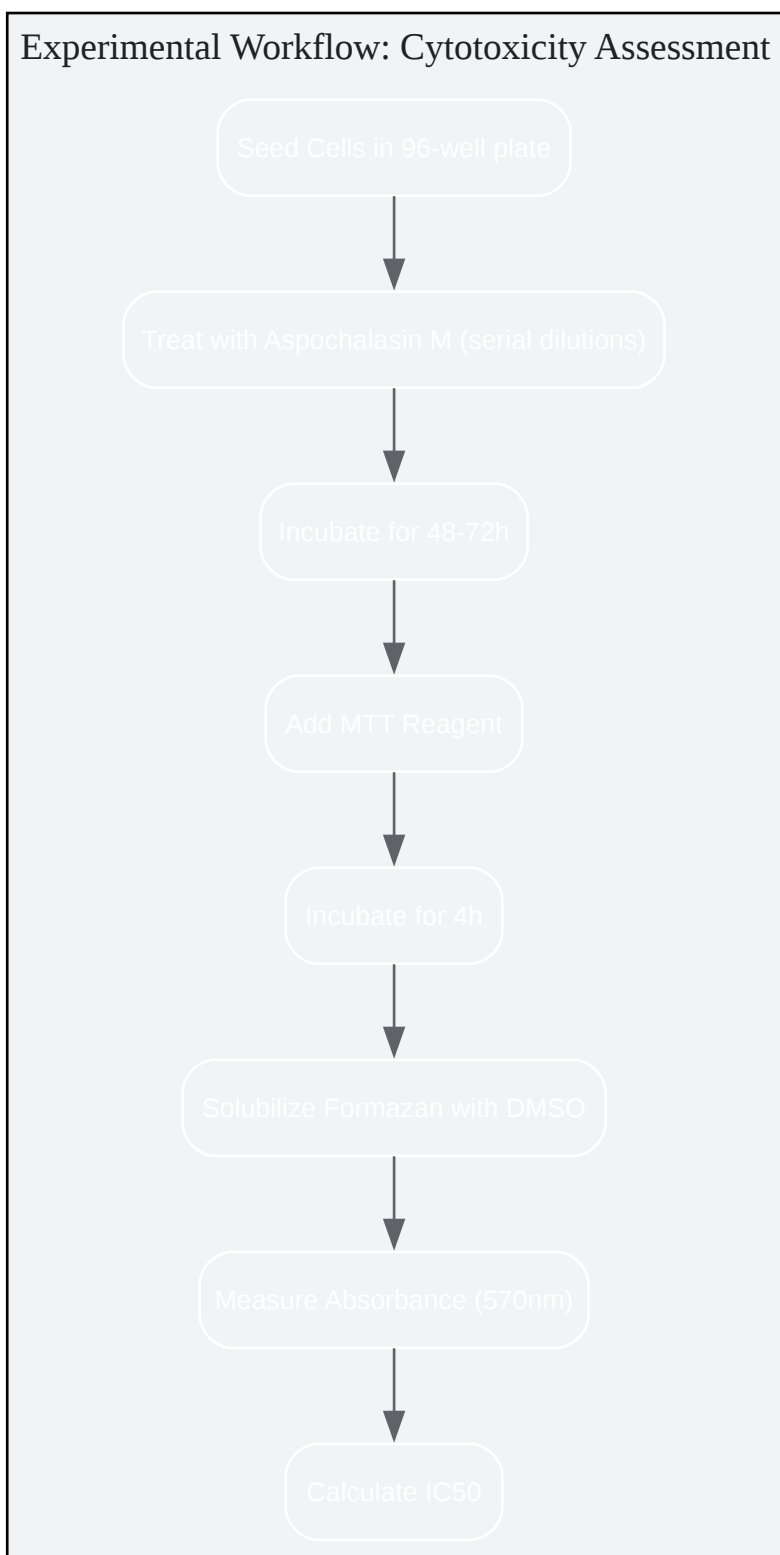 Experimental Workflow: Cytotoxicity Assessment
Seed Cells in 96-well plate
Treat with Aspochalasin M (serial dilutions)
Incubate for 48-72h
Add MTT Reagent
Incubate for 4h
Solubilize Formazan with DMSO
Measure Absorbance (570nm)
Calculate IC50